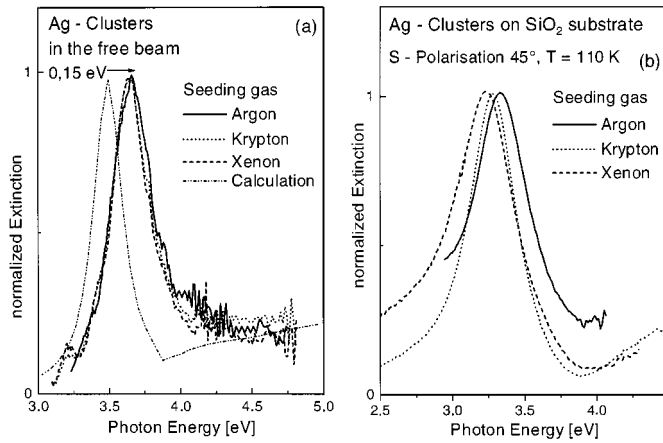 Ag - Clusters
in the free beam
(a)
0,15 eV
Seeding gas
Argon
Krypton
Xenon
Calculation
normalized Extinction
1
0
3.0 3.5 4.0 4.5 5.0
Photon Energy [eV]
Ag - Clusters on SiO₂ substrate
S - Polarisation 45°, T = 110 K
(b)
Seeding gas
Argon
Krypton
Xenon
normalized Extinction
1
0
2.5 3.0 3.5 4.0
Photon Energy [eV]